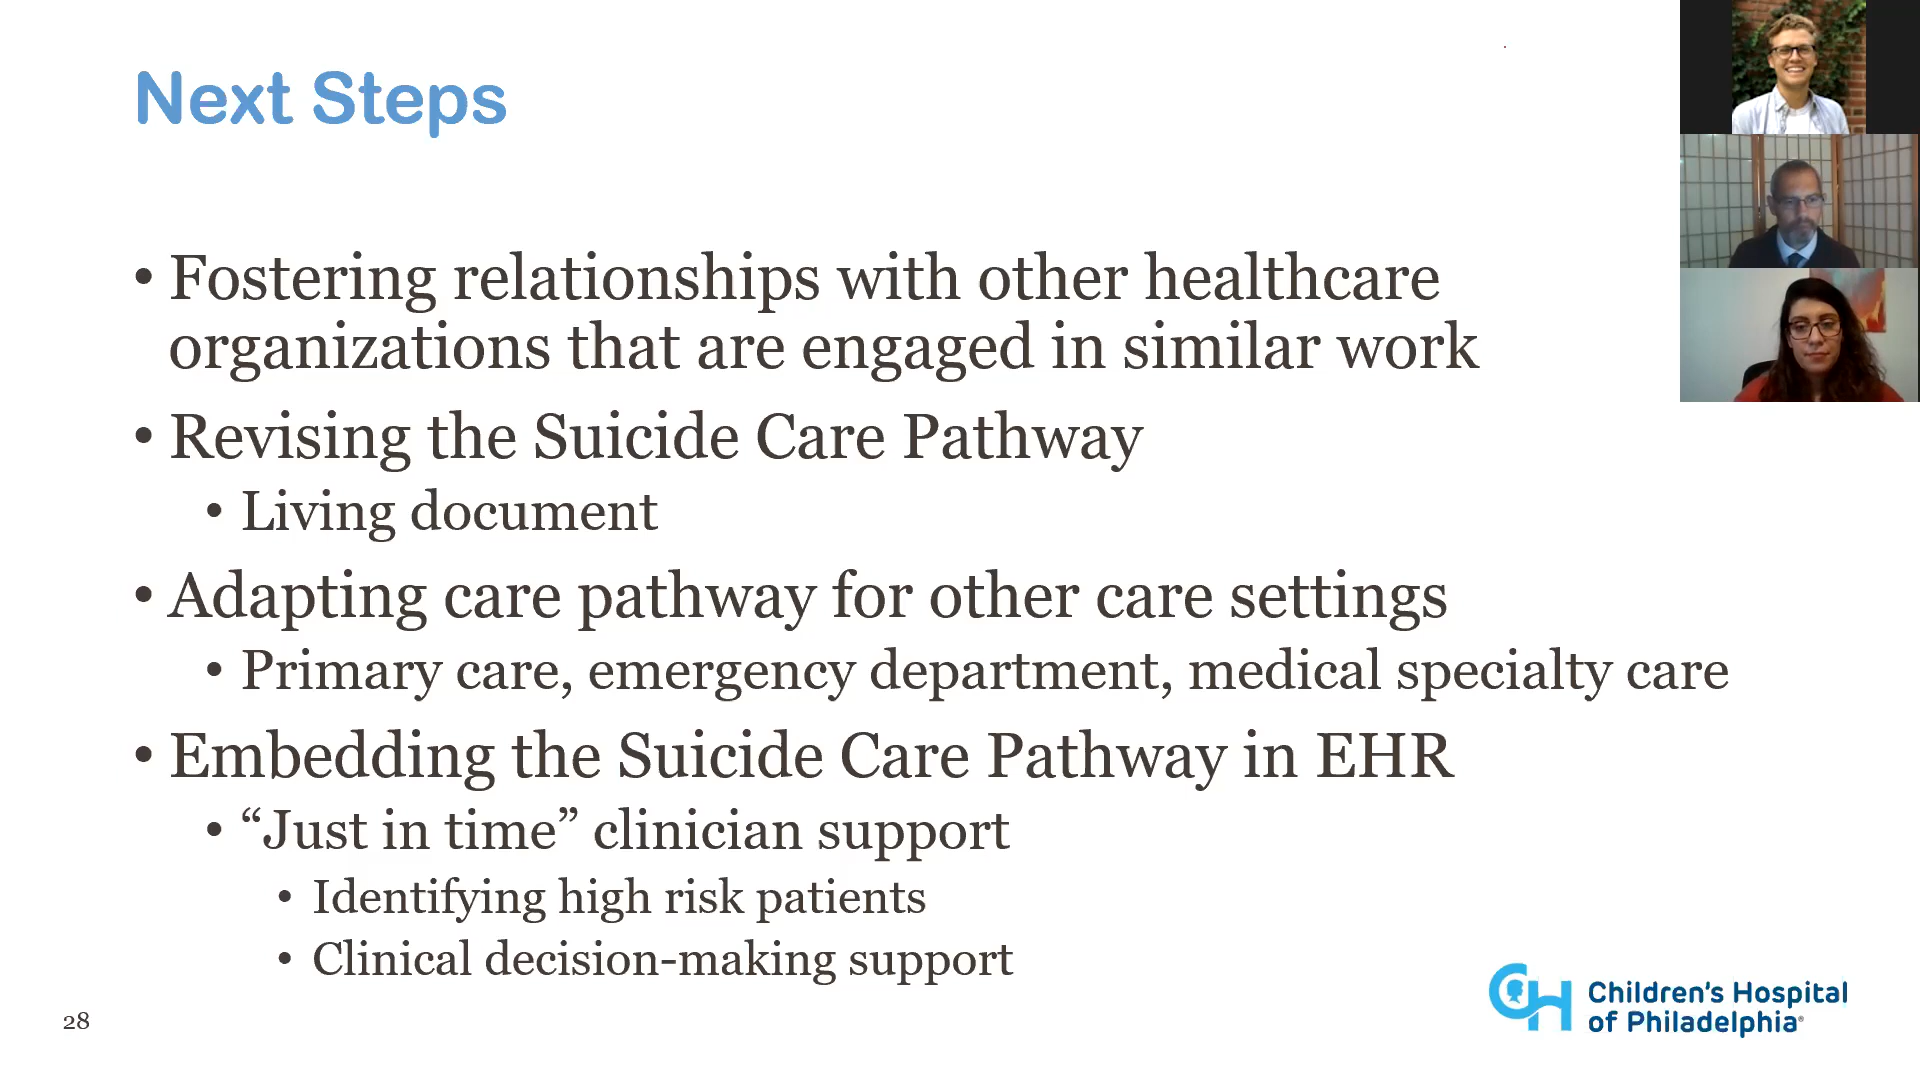 Next Steps
• Fostering relationships with other healthcare
organizations that are engaged in similar work
• Revising the Suicide Care Pathway
• Living document
• Adapting care pathway for other care settings
• Primary care, emergency department, medical specialty care
• Embedding the Suicide Care Pathway in EHR
• “Just in time” clinician support
• Identifying high risk patients
• Clinical decision-making support
28
CH Children's Hospital
of Philadelphia®